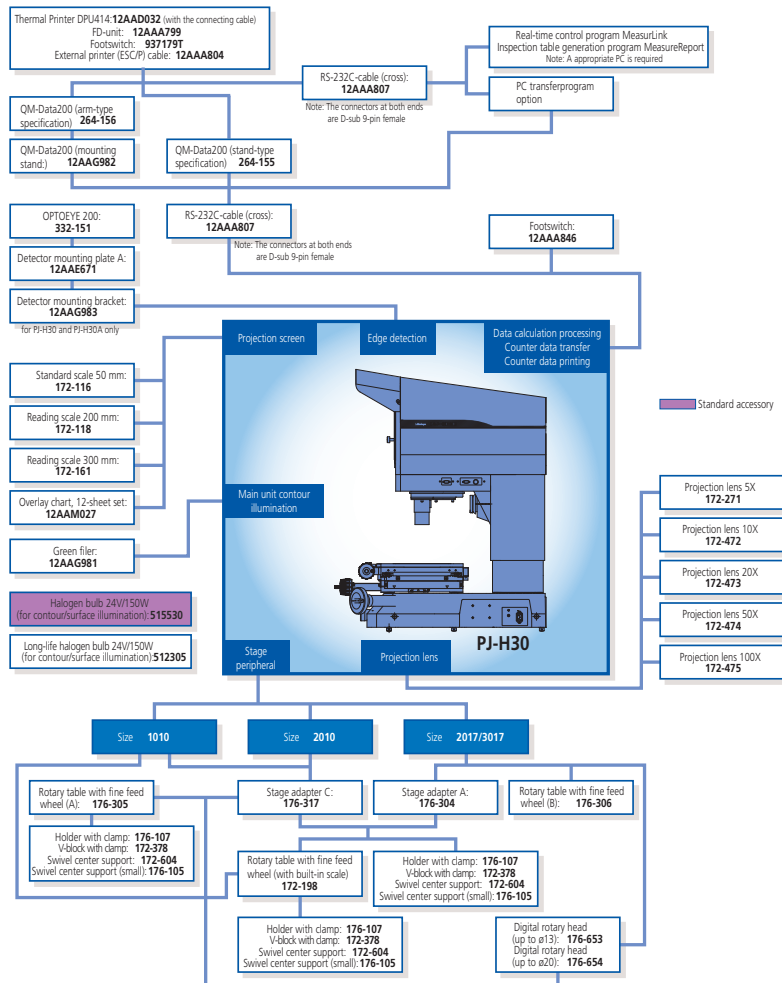 Thermal Printer DPU414: 12AAD032 (with the connecting cable)
FD-unit: 12AAA799
Footswitch: 937179T
External printer (ESC/P) cable: 12AAA804
Real-time control program MeasurLink
Inspection table generation program MeasureReport
Note: A appropriate PC is required
RS-232C-cable (cross):
12AAA807
Note: The connectors at both ends
are D-sub 9-pin female
PC transferprogram
option
QM-Data200 (arm-type
specification) 264-156
QM-Data200 (mounting
stand:) 12AAG982
QM-Data200 (stand-type
specification) 264-155
OPTOEYE 200:
332-151
RS-232C-cable (cross):
12AAA807
Note: The connectors at both ends
are D-sub 9-pin female
Footswitch:
12AAA846
Detector mounting plate A:
12AAE671
Detector mounting bracket:
12AAG983
for PJ-H30 and PJ-H30A only
Projection screen
Edge detection
Data calculation processing
Counter data transfer
Counter data printing
Standard scale 50 mm:
172-116
Reading scale 200 mm:
172-118
Reading scale 300 mm:
172-161
Overlay chart, 12-sheet set:
12AAM027
Green filer:
12AAG981
Halogen bulb 24V/150W
(for contour/surface illumination): 515530
Long-life halogen bulb 24V/150W
(for contour/surface illumination): 512305
Main unit contour
illumination
Standard accessory
Projection lens 5X
172-271
Projection lens 10X
172-472
Projection lens 20X
172-473
Projection lens 50X
172-474
Projection lens 100X
172-475
PJ-H30
Stage
peripheral
Projection lens
Size 1010
Size 2010
Size 2017/3017
Rotary table with fine feed
wheel (A): 176-305
Stage adapter C:
176-317
Stage adapter A:
176-304
Rotary table with fine feed
wheel (B): 176-306
Holder with clamp: 176-107
V-block with clamp: 172-378
Swivel center support: 172-604
Swivel center support (small): 176-105
Rotary table with fine feed
wheel (with built-in scale)
172-198
Holder with clamp: 176-107
V-block with clamp: 172-378
Swivel center support: 172-604
Swivel center support (small): 176-105
Holder with clamp: 176-107
V-block with clamp: 172-378
Swivel center support: 172-604
Swivel center support (small): 176-105
Digital rotary head
(up to ø13): 176-653
Digital rotary head
(up to ø20): 176-654